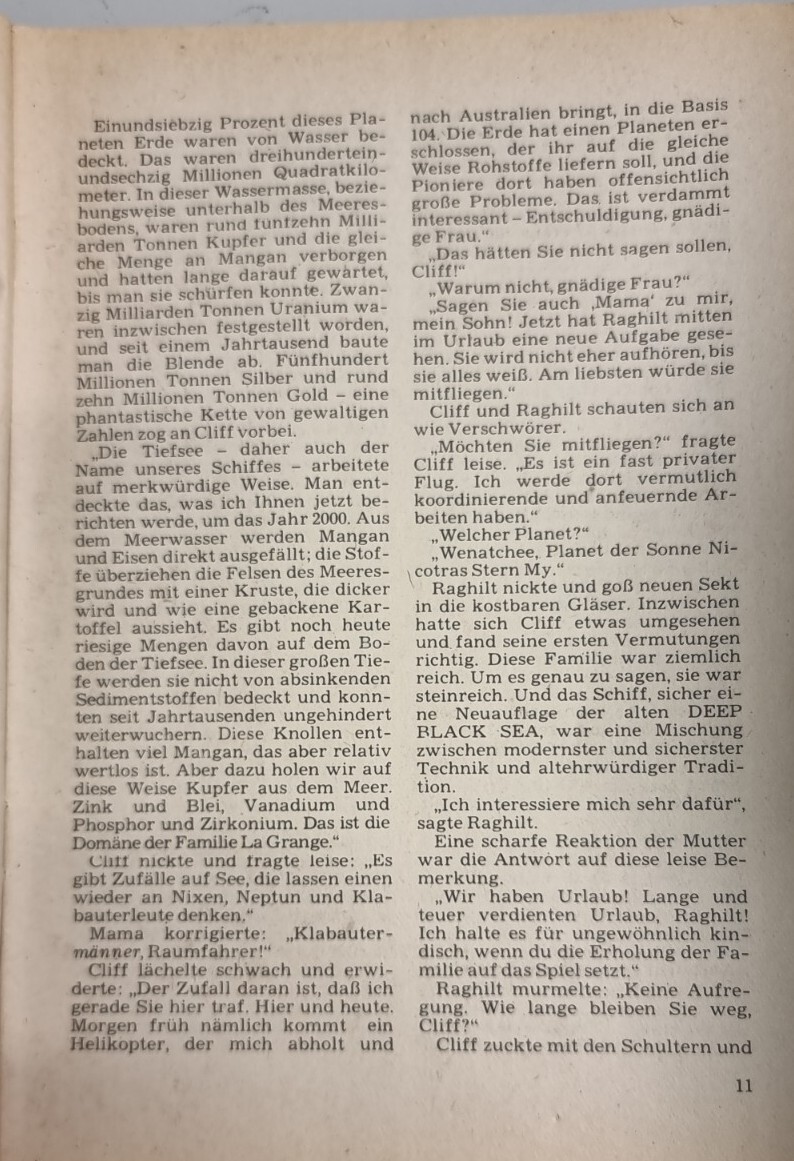 Einundsiebzig Prozent dieses Pla-
neten Erde waren von Wasser be-
deckt. Das waren dreihundertein-
undsechzig Millionen Quadratkilo-
meter. In dieser Wassermasse, bezie-
hungsweise unterhalb des Meeres-
bodens, waren rund fünfzehn Milli-
arden Tonnen Kupfer und die glei-
che Menge an Mangan verborgen
und hatten lange darauf gewartet,
bis man sie schürfen konnte. Zwan-
zig Milliarden Tonnen Uranium wa-
ren inzwischen festgestellt worden,
und seit einem Jahrtausend baute
man die Blende ab. Fünfhundert
Millionen Tonnen Silber und rund
zehn Millionen Tonnen Gold – eine
phantastische Kette von gewaltigen
Zahlen zog an Cliff vorbei.
„Die Tiefsee – daher auch der
Name unseres Schiffes – arbeitete
auf merkwürdige Weise. Man ent-
deckte das, was ich Ihnen jetzt be-
richten werde, um das Jahr 2000. Aus
dem Meerwasser werden Mangan
und Eisen direkt ausgefällt; die Stof-
fe überziehen die Felsen des Meeres-
grundes mit einer Kruste, die dicker
wird und wie eine gebackene Kar-
toffel aussieht. Es gibt noch heute
riesige Mengen davon auf dem Bo-
den der Tiefsee. In dieser großen Tie-
fe werden sie nicht von absinkenden
Sedimentstoffen bedeckt und konn-
ten seit Jahrtausenden ungehindert
weiterwuchern. Diese Knollen ent-
halten viel Mangan, das aber relativ
wertlos ist. Aber dazu holen wir auf
diese Weise Kupfer aus dem Meer.
Zink und Blei, Vanadium und
Phosphor und Zirkonium. Das ist die
Domäne der Familie La Grange.“
Cliff nickte und fragte leise: „Es
gibt Zufälle auf See, die lassen einen
wieder an Nixen, Neptun und Kla-
bauterleute denken.“
Mama korrigierte: „Klabauter-
männer, Raumfahrer!“
Cliff lächelte schwach und erwi-
derte: „Der Zufall daran ist, daß ich
gerade Sie hier traf. Hier und heute.
Morgen früh nämlich kommt ein
Helikopter, der mich abholt und
nach Australien bringt, in die Basis
104. Die Erde hat einen Planeten er-
schlossen, der ihr auf die gleiche
Weise Rohstoffe liefern soll, und die
Pioniere dort haben offensichtlich
große Probleme. Das ist verdammt
interessant – Entschuldigung, gnädi-
ge Frau.“
„Das hätten Sie nicht sagen sollen,
Cliff!“
„Warum nicht, gnädige Frau?“
„Sagen Sie auch ‚Mama‘ zu mir,
mein Sohn! Jetzt hat Raghilt mitten
im Urlaub eine neue Aufgabe gese-
hen. Sie wird nicht eher aufhören, bis
sie alles weiß. Am liebsten würde sie
mitfliegen.“
Cliff und Raghilt schauten sich an
wie Verschwörer.
„Möchten Sie mitfliegen?“ fragte
Cliff leise. „Es ist ein fast privater
Flug. Ich werde dort vermutlich
koordinierende und anfeuernde Ar-
beiten haben.“
„Welcher Planet?“
„Wenatchee, Planet der Sonne Ni-
cotras Stern My.“
Raghilt nickte und goß neuen Sekt
in die kostbaren Gläser. Inzwischen
hatte sich Cliff etwas umgesehen
und fand seine ersten Vermutungen
richtig. Diese Familie war ziemlich
reich. Um es genau zu sagen, sie war
steinreich. Und das Schiff, sicher ei-
ne Neuauflage der alten DEEP
BLACK SEA, war eine Mischung
zwischen modernster und sicherster
Technik und altehrwürdiger Tradi-
tion.
„Ich interessiere mich sehr dafür“,
sagte Raghilt.
Eine scharfe Reaktion der Mutter
war die Antwort auf diese leise Be-
merkung.
„Wir haben Urlaub! Lange und
teuer verdienten Urlaub, Raghilt!
Ich halte es für ungewöhnlich kin-
disch, wenn du die Erholung der Fa-
milie auf das Spiel setzt.“
Raghilt murmelte: „Keine Aufre-
gung. Wie lange bleiben Sie weg,
Cliff?“
Cliff zuckte mit den Schultern und
11